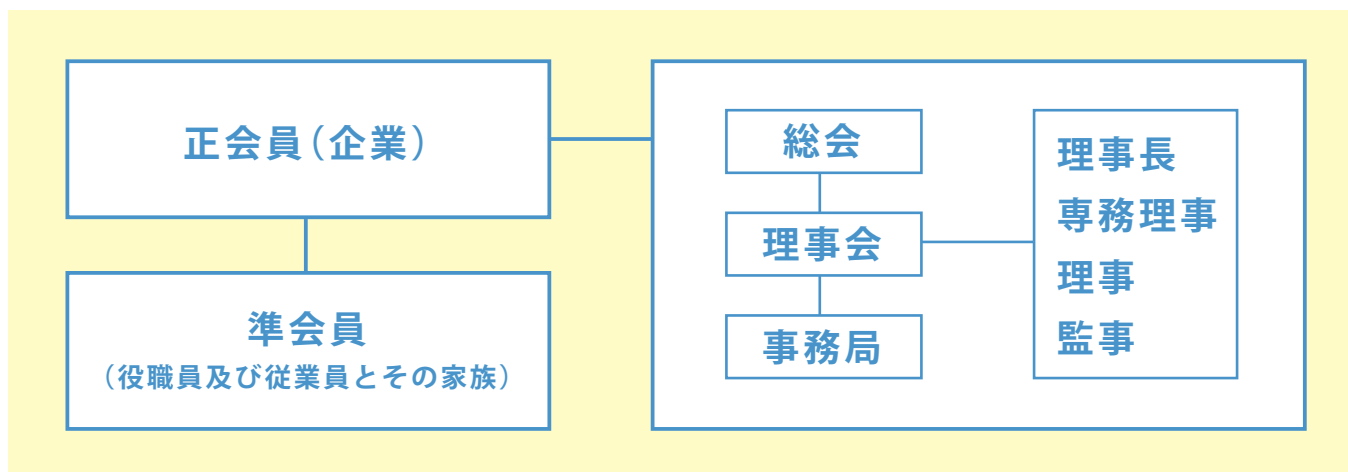 正会員（企業）
準会員
（役職員及び従業員とその家族）
総会
理事会
事務局
理事長
専務理事
理事
監事